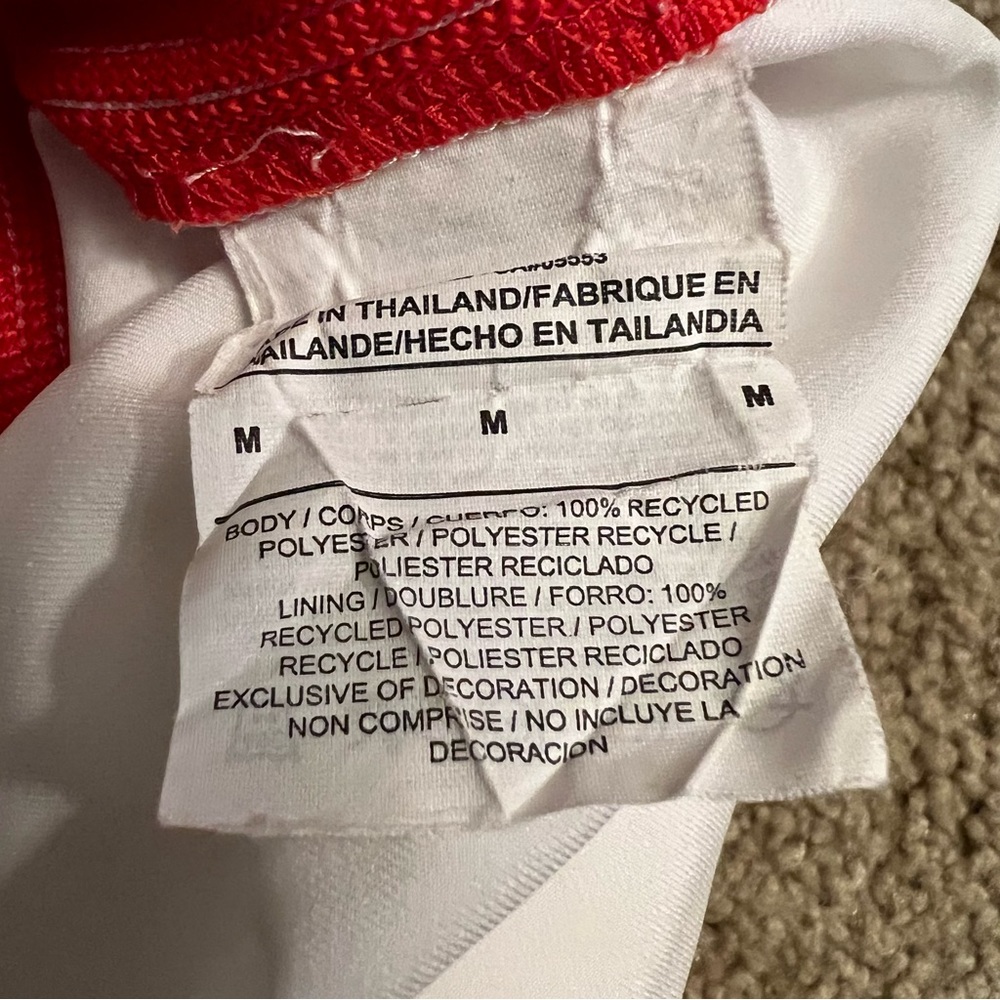 IN THAILAND/FABRIQUE EN
HECHO EN TAILANDIA
M M M
BODY / CORPS / CUERPO: 100% RECYCLED
POLYESTER / POLYESTER RECYCLE /
POLIESTER RECICLADO
LINING / DOUBLURE / FORRO: 100%
RECYCLED POLYESTER / POLYESTER
RECYCLE / POLIESTER RECICLADO
EXCLUSIVE OF DECORATION / DECORATION
NON COMPRISE / NO INCLUYE LA
DECORACION